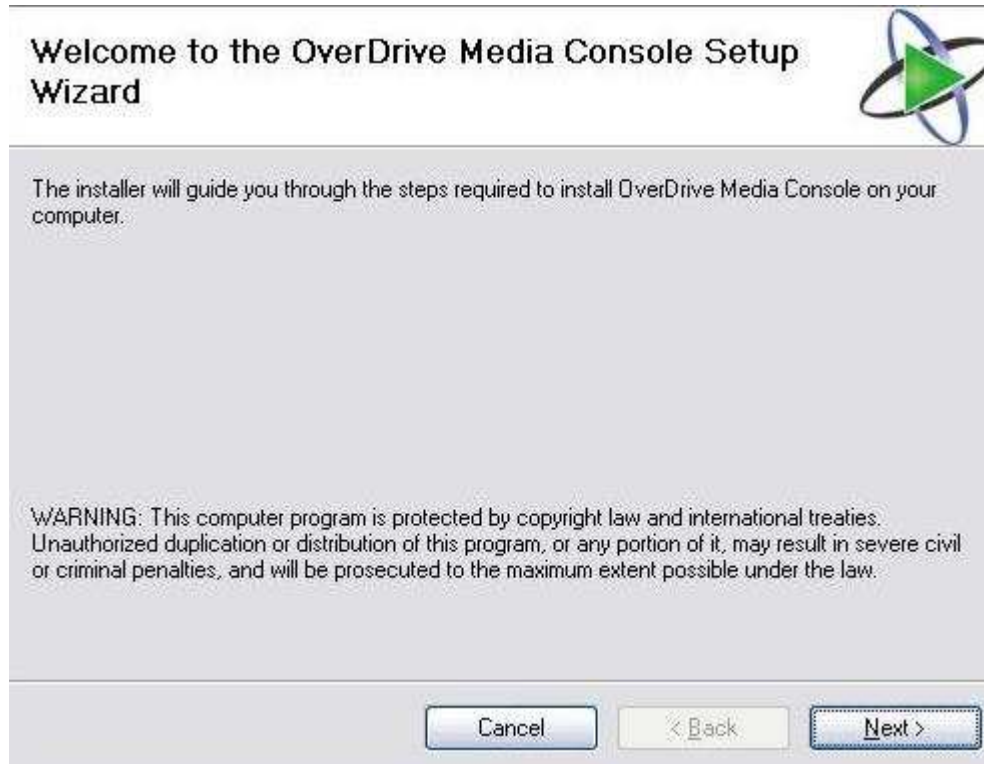 Welcome to the OverDrive Media Console Setup
Wizard
The installer will guide you through the steps required to install OverDrive Media Console on your
computer.
WARNING: This computer program is protected by copyright law and international treaties.
Unauthorized duplication or distribution of this program, or any portion of it, may result in severe civil
or criminal penalties, and will be prosecuted to the maximum extent possible under the law.
Cancel < Back Next >